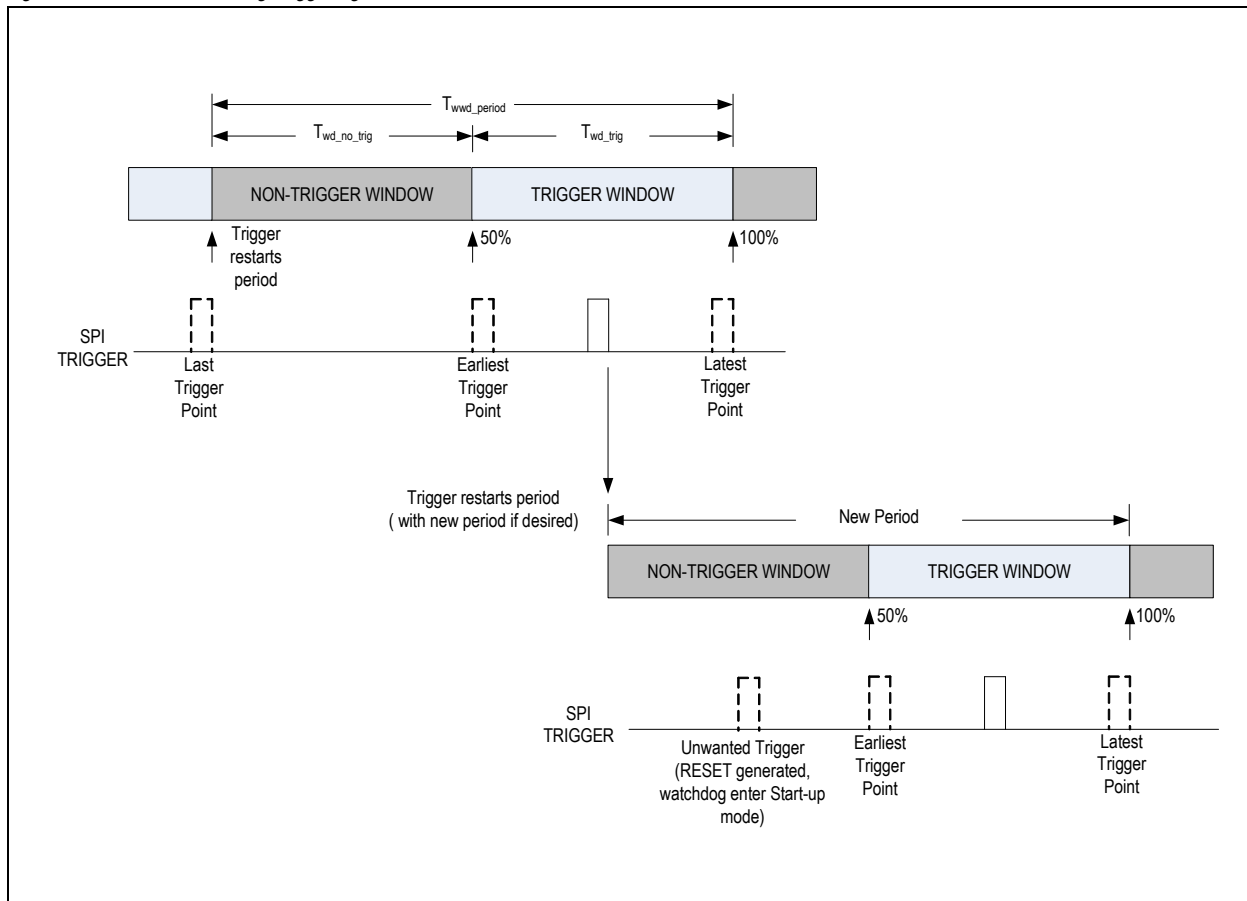 T_wwd_period
T_wd_no_trig T_wd_trig
NON-TRIGGER WINDOW TRIGGER WINDOW
Trigger
restarts
period
50% 100%
SPI
TRIGGER
Last
Trigger
Point
Earliest
Trigger
Point
Latest
Trigger
Point
Trigger restarts period
( with new period if desired)
New Period
NON-TRIGGER WINDOW TRIGGER WINDOW
50% 100%
SPI
TRIGGER
Unwanted Trigger
(RESET generated,
watchdog enter Start-up
mode)
Earliest
Trigger
Point
Latest
Trigger
Point